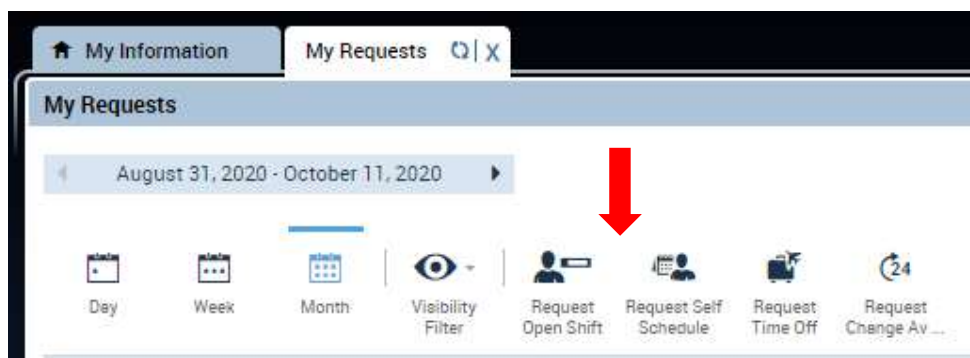 My Information
My Requests X
My Requests
August 31, 2020 - October 11, 2020
Day
Week
Month
Visibility
Filter
Request
Open Shift
Request Self
Schedule
Request
Time Off
24
Request
Change Av ...